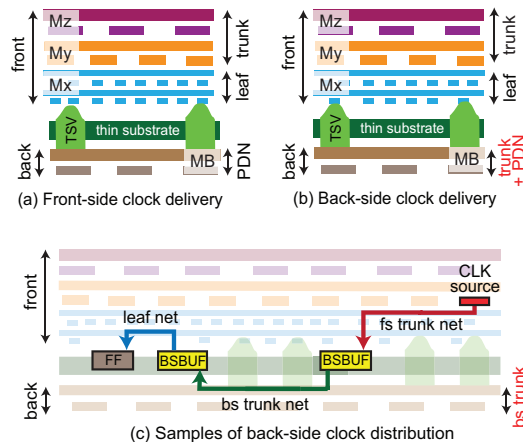 Mz
My
Mx
front
trunk
leaf
TSV
thin substrate
MB
back
PDN
(a) Front-side clock delivery
Mz
My
Mx
front
trunk
leaf
TSV
thin substrate
MB
back
trunk
+ PDN
(b) Back-side clock delivery
front
CLK
source
leaf net
fs trunk net
FF
BSBUF
BSBUF
back
bs trunk net
bs trunk
(c) Samples of back-side clock distribution